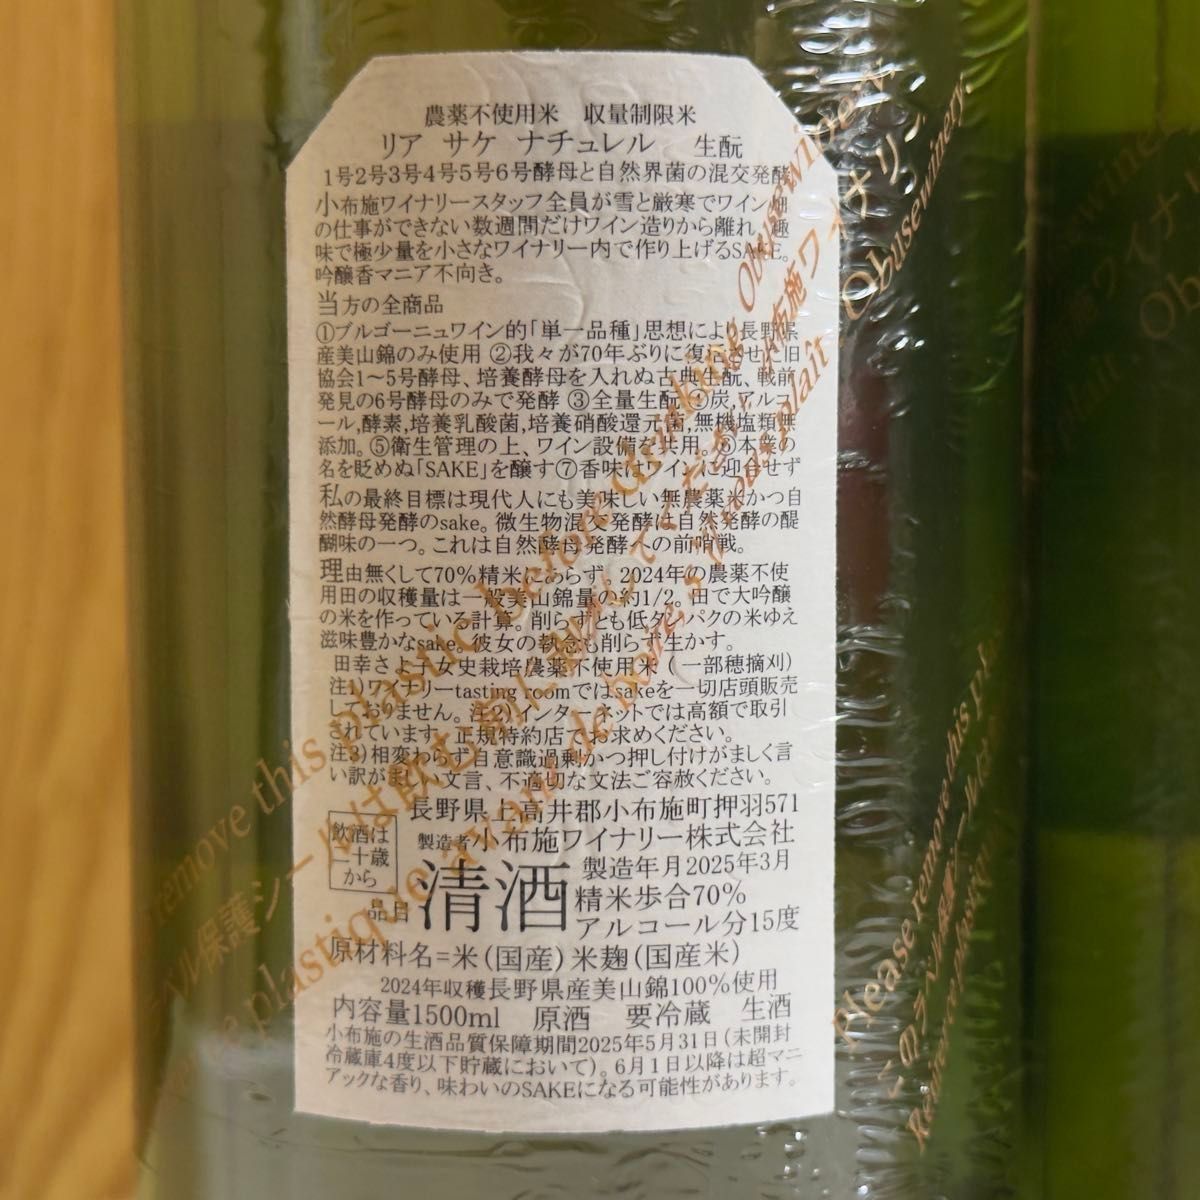 農薬不使用米　収量制限米
リア　サケ　ナチュレル　生酛
1号2号3号4号5号6号酵母と自然界菌の混交発酵
小布施ワイナリースタッフ全員が雪と厳寒でワイン畑
の仕事ができない数週間だけワイン造りから離れ、趣
味で極少量を小さなワイナリー内で作り上げるSAKE。
吟醸香マニア不向き。
当方の全商品
①ブルゴーニュワイン的「単一品種」思想により長野県
産美山錦のみ使用 ②我々が70年ぶりに復活させた旧
協会1～5号酵母、培養酵母を入れぬ古典生酛、戦前
発見の6号酵母のみで発酵 ③全量生酛 ④炭,アルコ
ール,酵素,培養乳酸菌,培養硝酸還元菌,無機塩類無
添加。⑤衛生管理の上、ワイン設備を共用。⑥本業の
名を貶めぬ「SAKE」を醸す⑦香味はワインに迎合せず
私の最終目標は現代人にも美味しい無農薬米かつ自
然酵母発酵のsake。微生物混交発酵は自然発酵の醍
醐味の一つ。これは自然酵母発酵への前哨戦。
理由無くして70%精米にあらず。2024年の農薬不使
用田の収穫量は一般美山錦量の約1/2。田で大吟醸
の米を作っている計算。削らずとも低タンパクの米ゆえ
滋味豊かなsake。彼女の執念も削らず生かす。
田幸さよ子女史栽培農薬不使用米（一部穂摘刈）
注1)ワイナリーtasting roomではsakeを一切店頭販売
しておりません。注2)インターネットでは高額で取引
されています。正規特約店でお求めください。
注3)相変わらず自意識過剰かつ押し付けがましく言
い訳がましい文言、不適切な文法ご容赦ください。
長野県上高井郡小布施町押羽571
製造者小布施ワイナリー株式会社
飲酒は
二十歳
から
製造年月2025年3月
品目 清酒 精米歩合70%
アルコール分15度
原材料名=米(国産)米麹(国産米)
2024年収穫長野県産美山錦100%使用
内容量1500ml　原酒　要冷蔵　生酒
小布施の生酒品質保障期間2025年5月31日(未開封
冷蔵庫4度以下貯蔵において)。6月1日以降は超マニ
アックな香り、味わいのSAKEになる可能性があります。
remove this plastic before drinking Obusewinery.
Obusewinery.
Please remove this